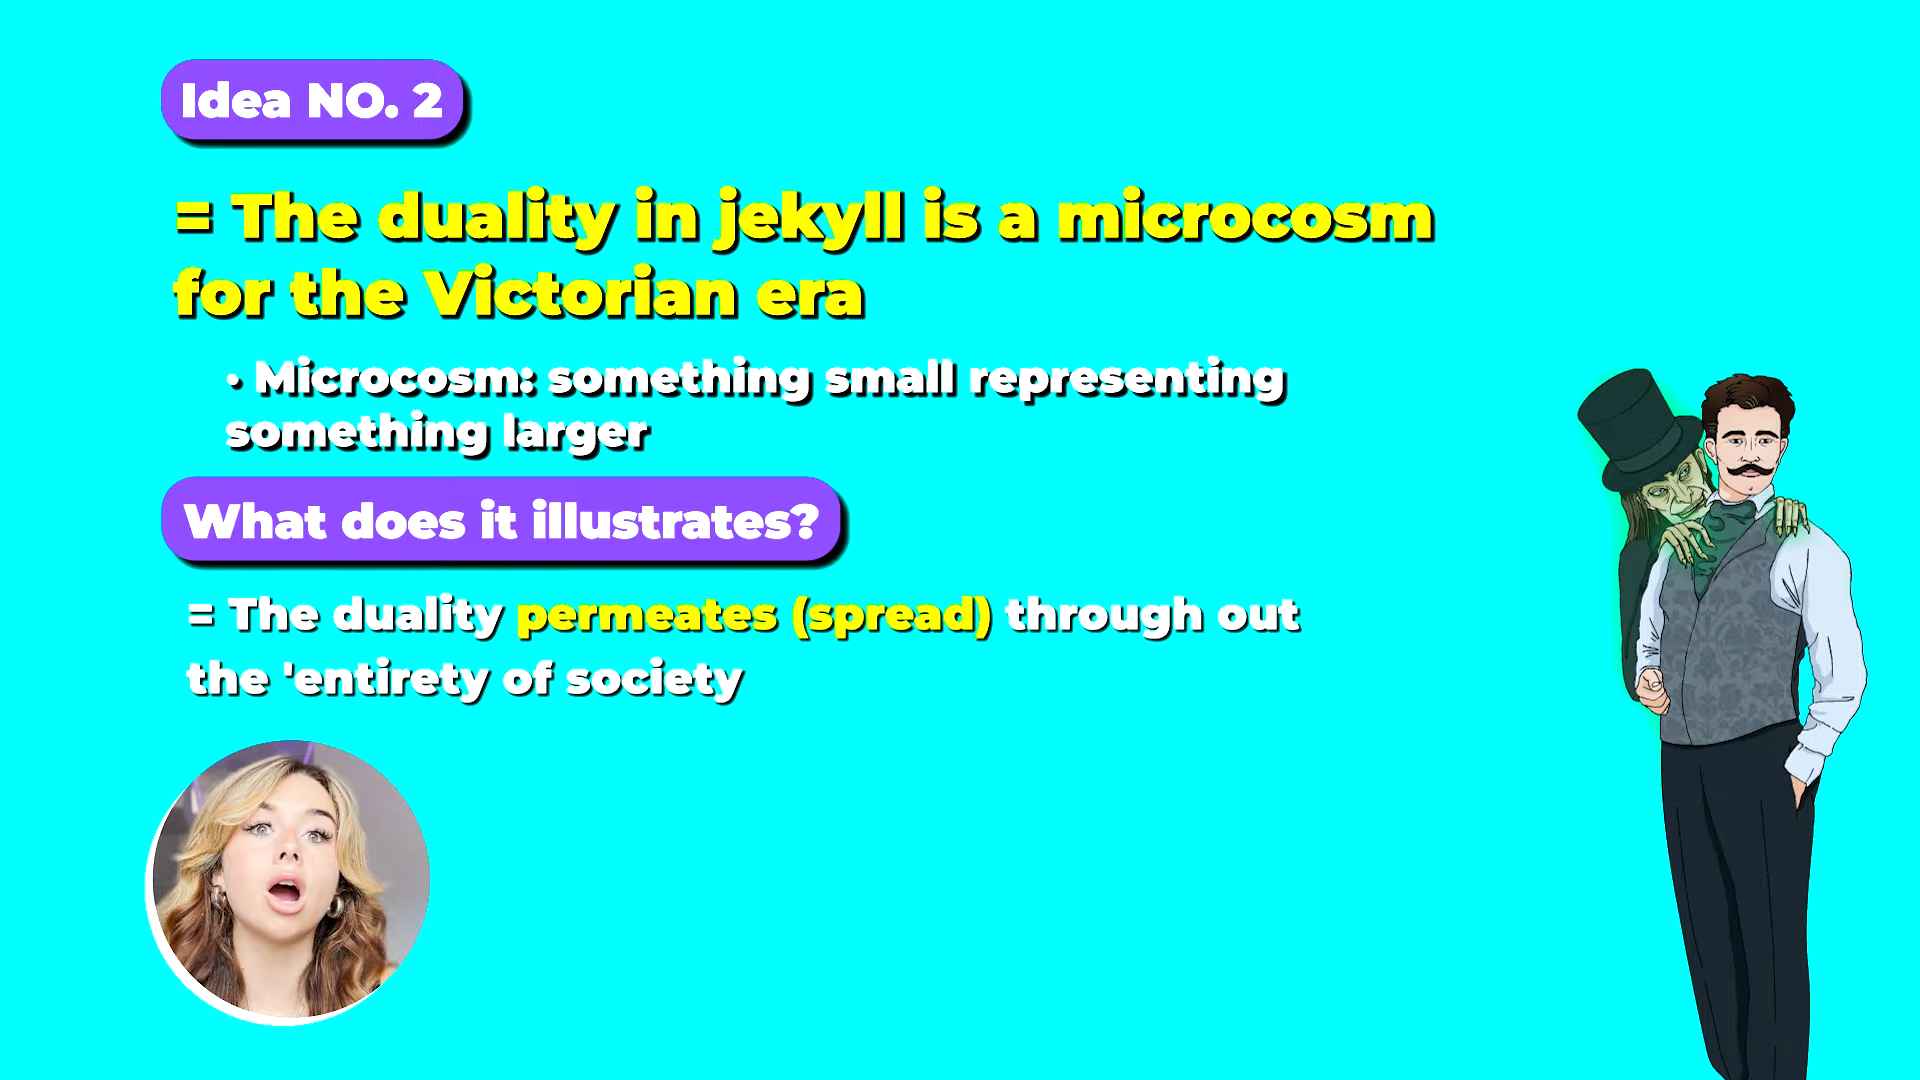 Idea NO. 2
= The duality in jekyll is a microcosm
for the Victorian era
• Microcosm: something small representing
something larger
What does it illustrates?
= The duality permeates (spread) through out
the 'entirety of society